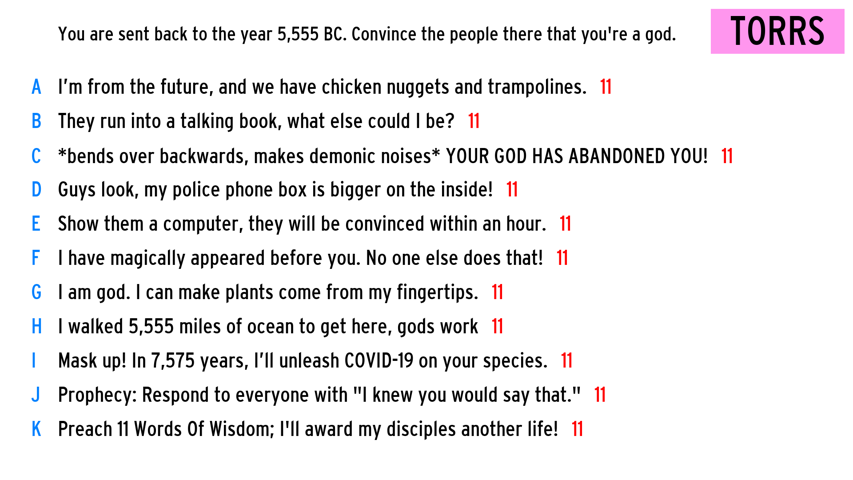 You are sent back to the year 5,555 BC. Convince the people there that you're a god.
TORRS
A I'm from the future, and we have chicken nuggets and trampolines. 11
B They run into a talking book, what else could I be? 11
C *bends over backwards, makes demonic noises* YOUR GOD HAS ABANDONED YOU! 11
D Guys look, my police phone box is bigger on the inside! 11
E Show them a computer, they will be convinced within an hour. 11
F I have magically appeared before you. No one else does that! 11
G I am god. I can make plants come from my fingertips. 11
H I walked 5,555 miles of ocean to get here, gods work 11
I Mask up! In 7,575 years, I'll unleash COVID-19 on your species. 11
J Prophecy: Respond to everyone with "I knew you would say that." 11
K Preach 11 Words Of Wisdom; I'll award my disciples another life! 11